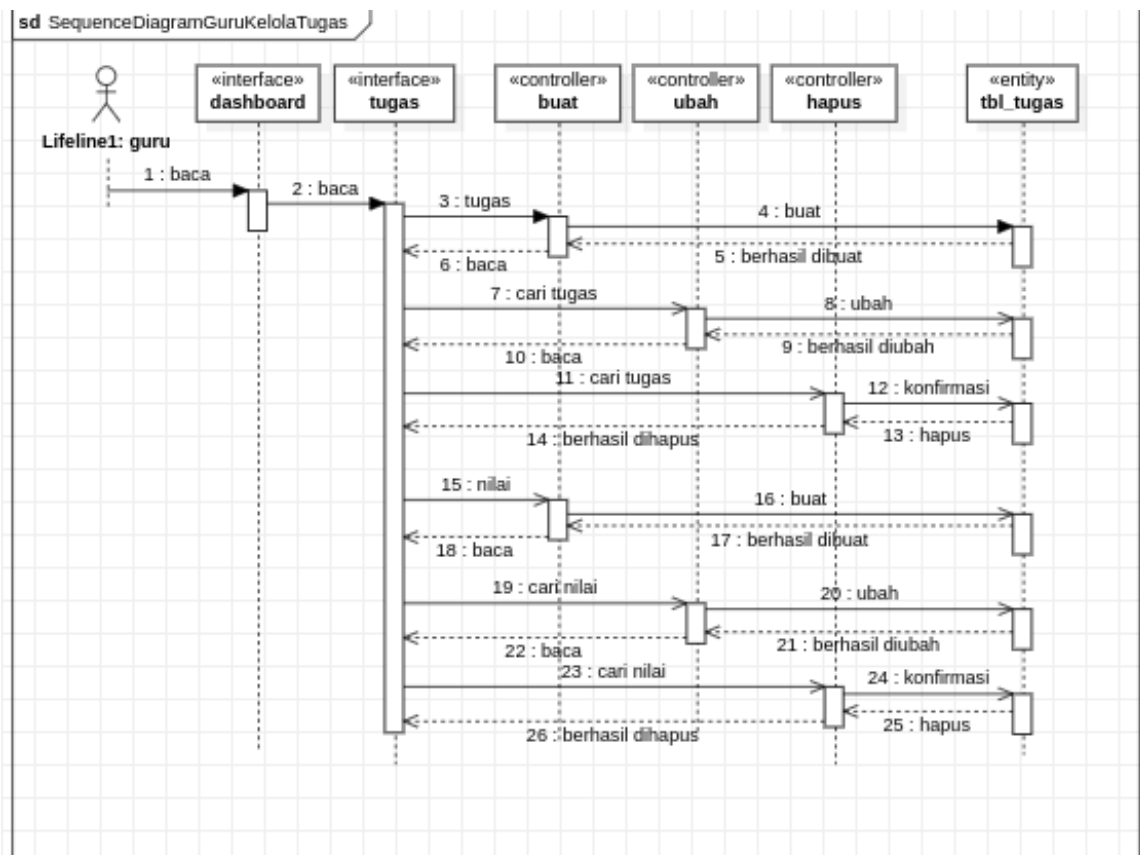 sd SequenceDiagramGuruKelolaTugas
«interface»
dashboard
«interface»
tugas
«controller»
buat
«controller»
ubah
«controller»
hapus
«entity»
tbl_tugas
Lifeline1: guru
1 : baca
2 : baca
3 : tugas
4 : buat
5 : berhasil dibuat
6 : baca
7 : cari tugas
8 : ubah
9 : berhasil diubah
10 : baca
11 : cari tugas
12 : konfirmasi
13 : hapus
14 : berhasil dihapus
15 : nilai
16 : buat
17 : berhasil dibuat
18 : baca
19 : cari nilai
20 : ubah
21 : berhasil diubah
22 : baca
23 : cari nilai
24 : konfirmasi
25 : hapus
26 : berhasil dihapus